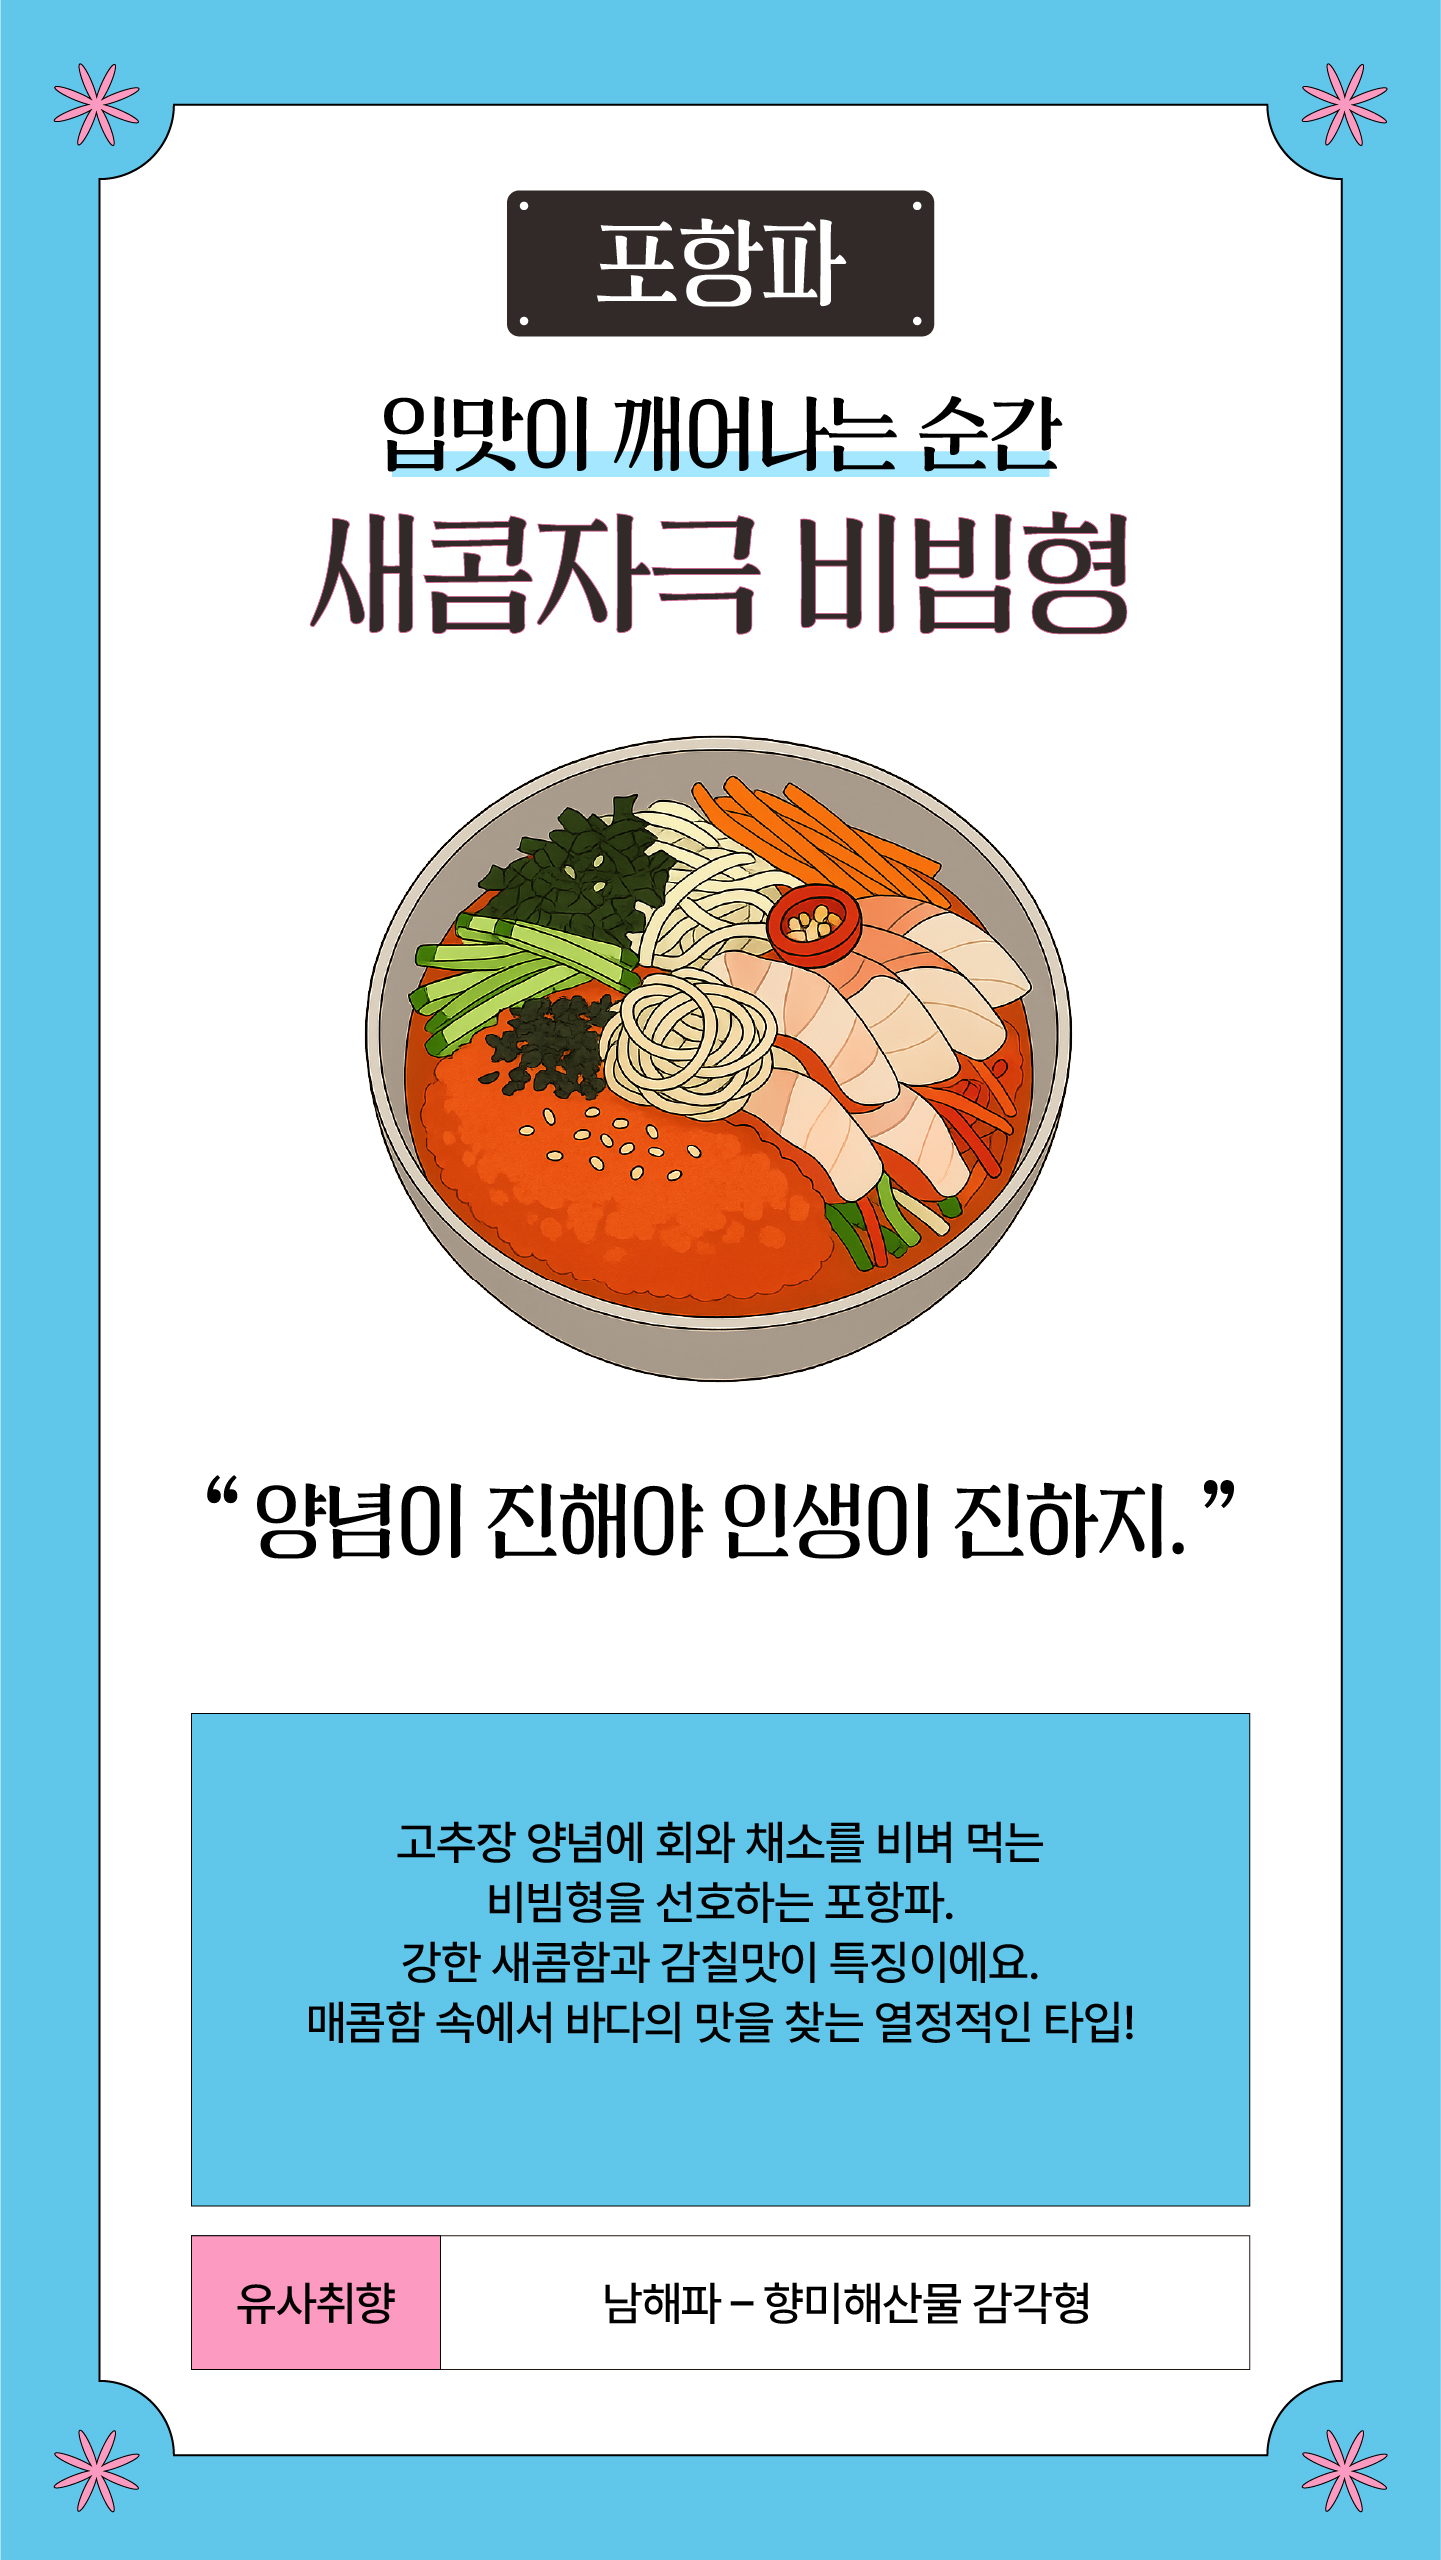 포항파
입맛이 깨어나는 순간
새콤자극 비빔형
“ 양념이 진해야 인생이 진하지. ”
고추장 양념에 회와 채소를 비벼 먹는
비빔형을 선호하는 포항파.
강한 새콤함과 감칠맛이 특징이에요.
매콤함 속에서 바다의 맛을 찾는 열정적인 타입!
유사취향
남해파 – 향미해산물 감각형